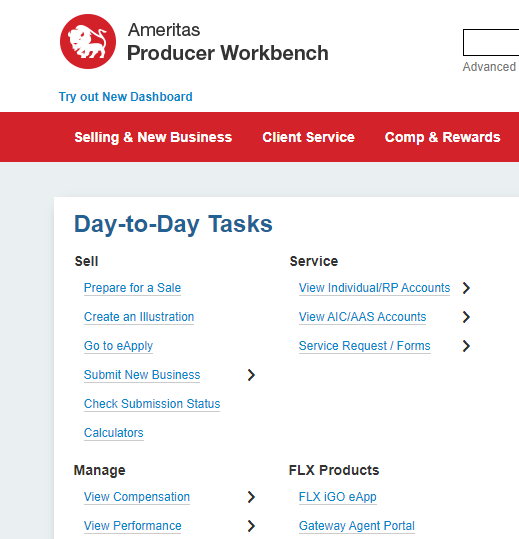 Ameritas
Producer Workbench
Advanced
Try out New Dashboard
Selling & New Business Client Service Comp & Rewards
Day-to-Day Tasks
Sell
Prepare for a Sale
Create an Illustration
Go to eApply
Submit New Business
Check Submission Status
Calculators
Service
View Individual/RP Accounts
View AIC/AAS Accounts
Service Request / Forms
Manage
View Compensation
View Performance
FLX Products
FLX iGO eApp
Gateway Agent Portal